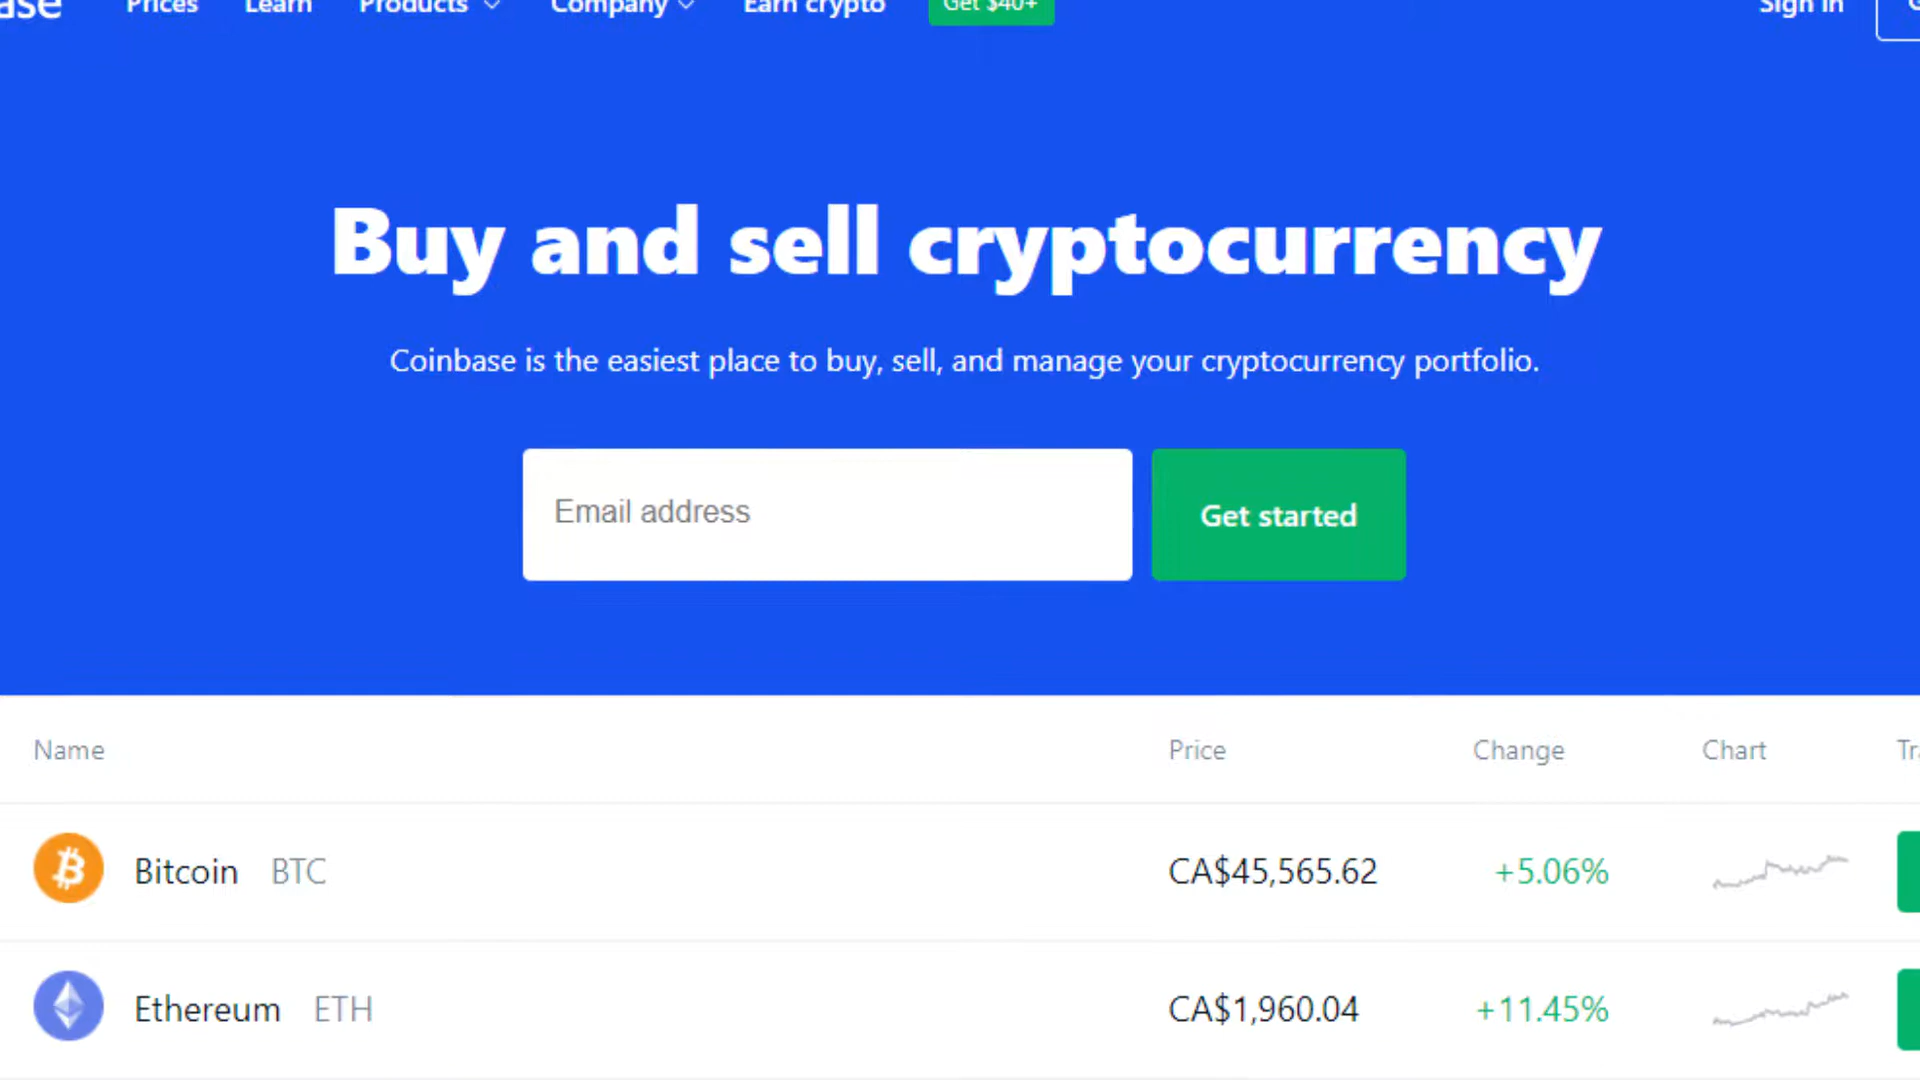 Prices Learn Products Company Earn crypto Get $40+ Sign in
Buy and sell cryptocurrency
Coinbase is the easiest place to buy, sell, and manage your cryptocurrency portfolio.
Email address Get started
Name Price Change Chart
Bitcoin BTC CA$45,565.62 +5.06%
Ethereum ETH CA$1,960.04 +11.45%